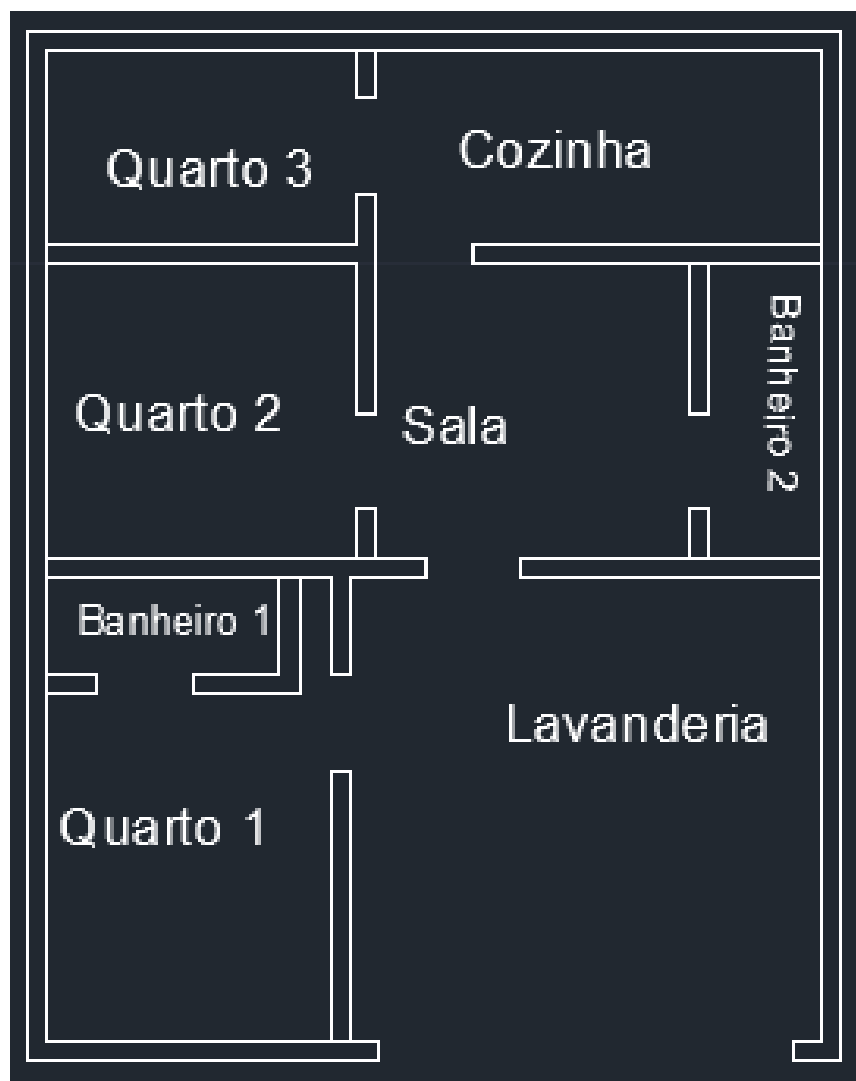 Quarto 3
Cozinha
Quarto 2
Sala
Banheiro 2
Banheiro 1
Lavanderia
Quarto 1